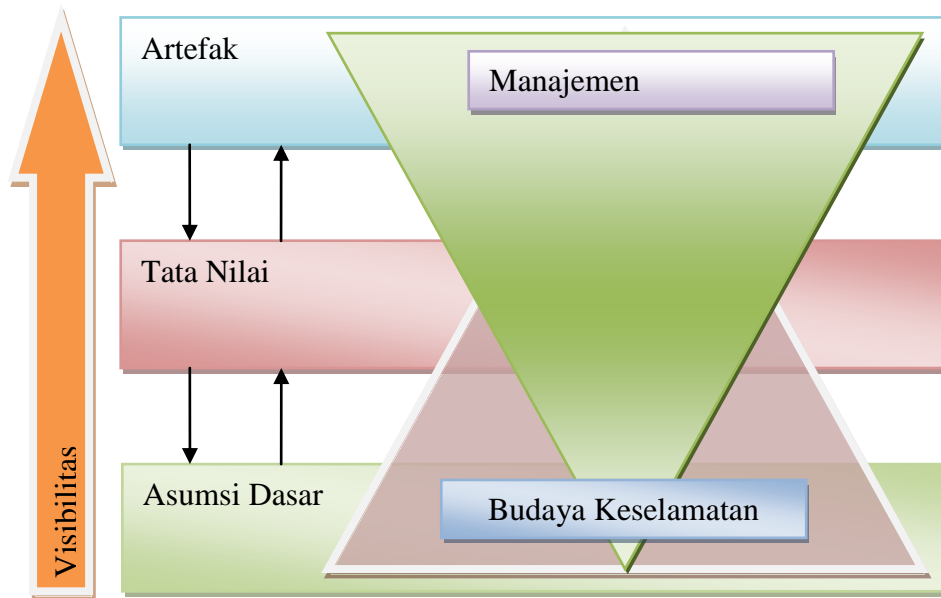 Artefak
Manajemen
Tata Nilai
Asumsi Dasar
Budaya Keselamatan
Visibilitas